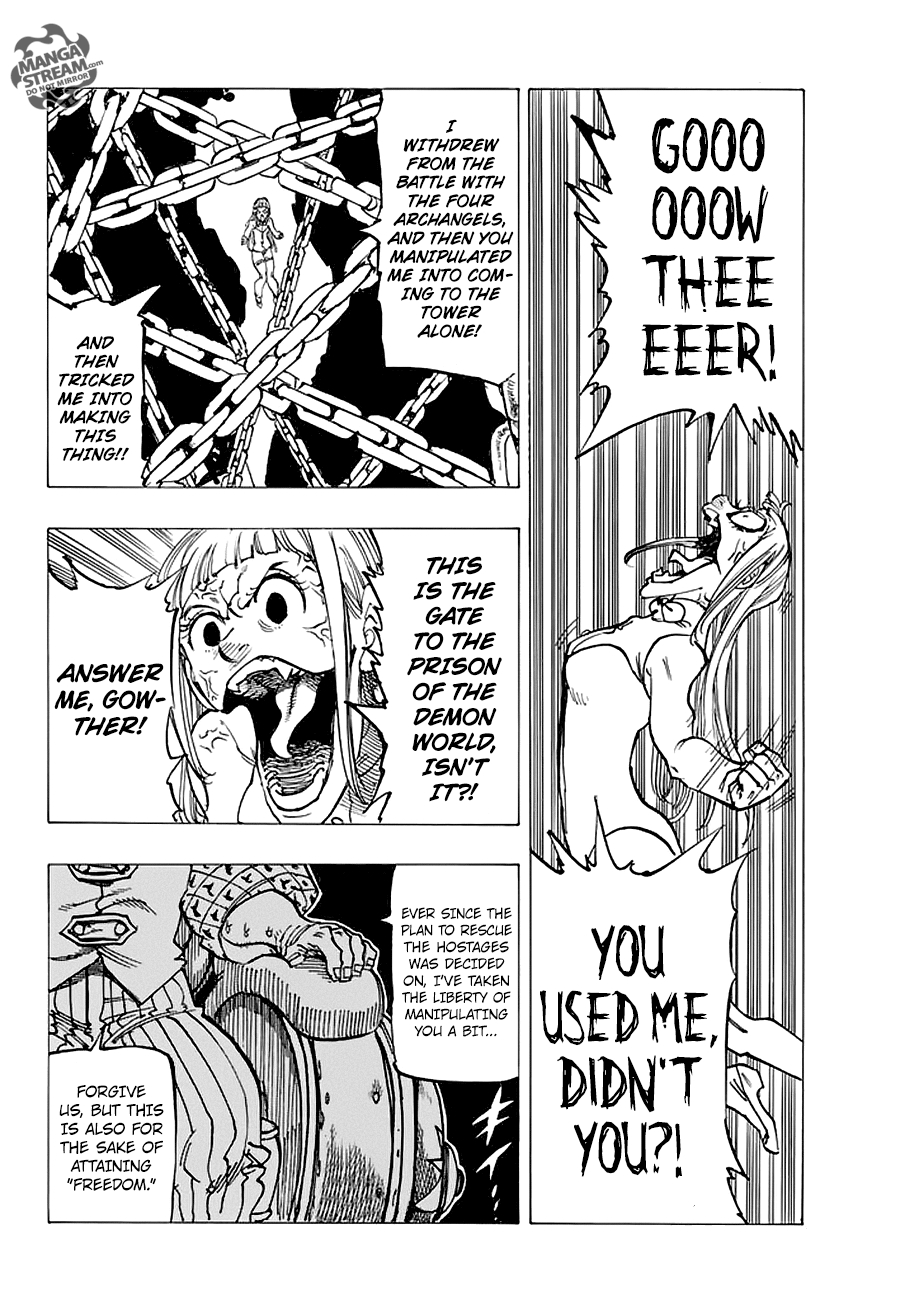 MANGA
STREAM.com
DO NOT MIRROR
GOOO
OOOW
THEE
EEER!
YOU
USED ME,
DIDN'T
YOU?!
I
WITHDREW
FROM THE
BATTLE WITH
THE FOUR
ARCHANGELS,
AND THEN YOU
MANIPULATED
ME INTO COM-
ING TO THE
TOWER
ALONE!
AND
THEN
TRICKED
ME INTO
MAKING
THIS
THING!!
THIS
IS THE
GATE
TO THE
PRISON
OF THE
DEMON
WORLD,
ISN'T
IT?!
ANSWER
ME, GOW-
THER!
EVER SINCE THE
PLAN TO RESCUE
THE HOSTAGES
WAS DECIDED
ON, I'VE TAKEN
THE LIBERTY OF
MANIPULATING
YOU A BIT...
FORGIVE
US, BUT THIS
IS ALSO FOR
THE SAKE OF
ATTAINING
"FREEDOM."